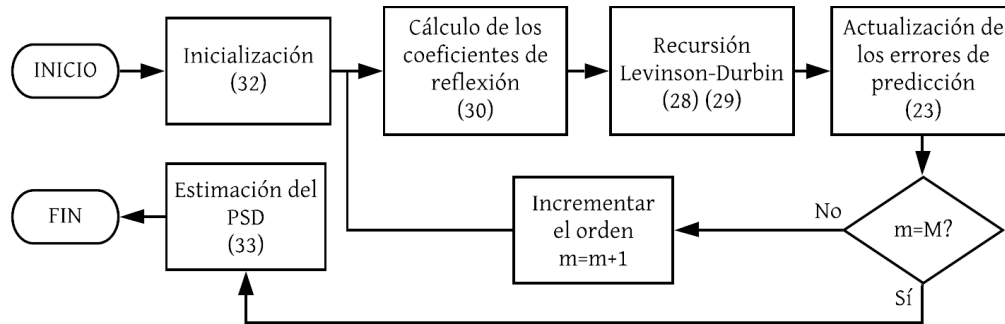 INICIO
Inicialización
(32)
Cálculo de los
coeficientes de
reflexión
(30)
Recursión
Levinson-Durbin
(28) (29)
Actualización de
los errores de
predicción
(23)
m=M?
No
Sí
Incrementar
el orden
m=m+1
Estimación del
PSD
(33)
FIN